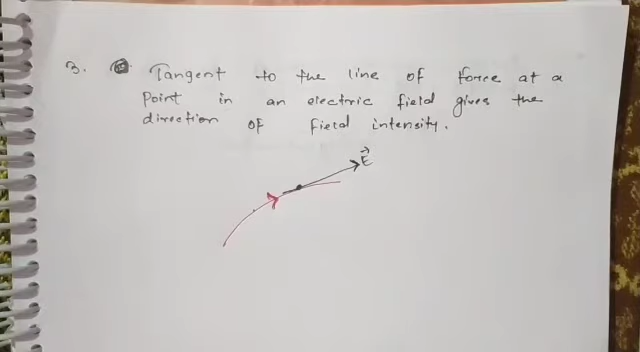 3. Tangent to the line of force at a
Point in an electric field gives the
direction of field intensity.
E